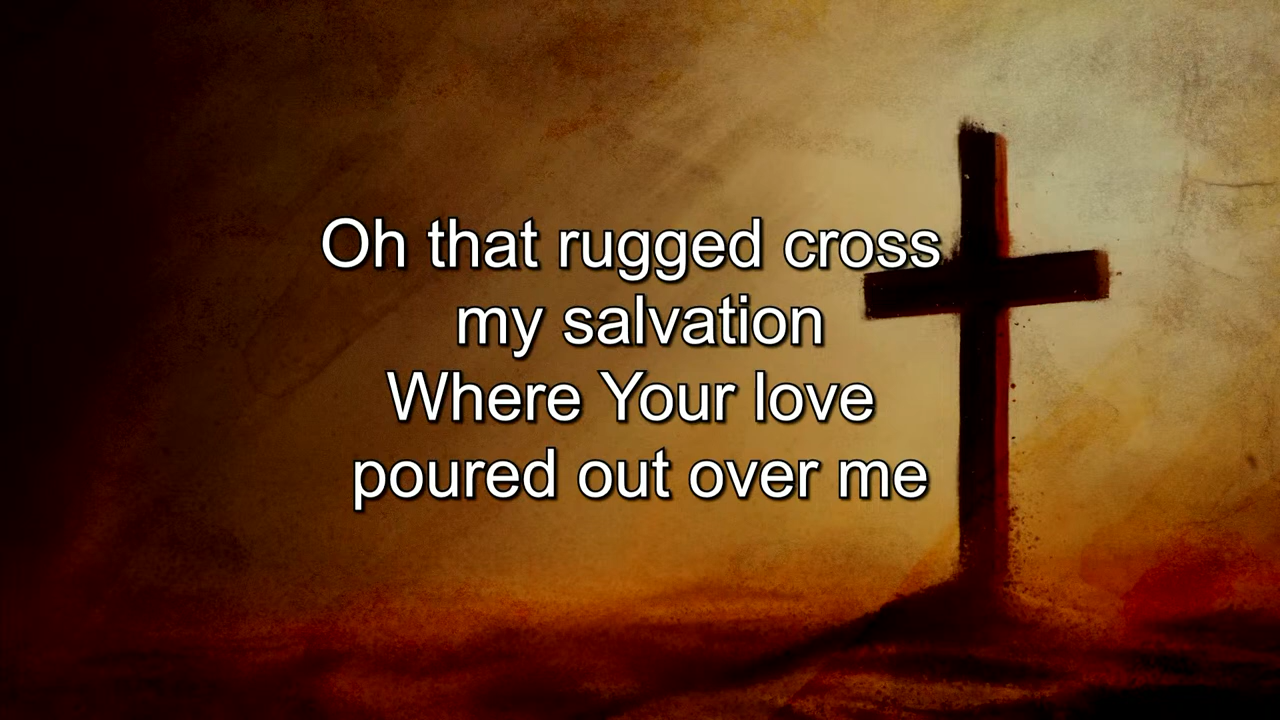 Oh that rugged cross
my salvation
Where Your love
poured out over me